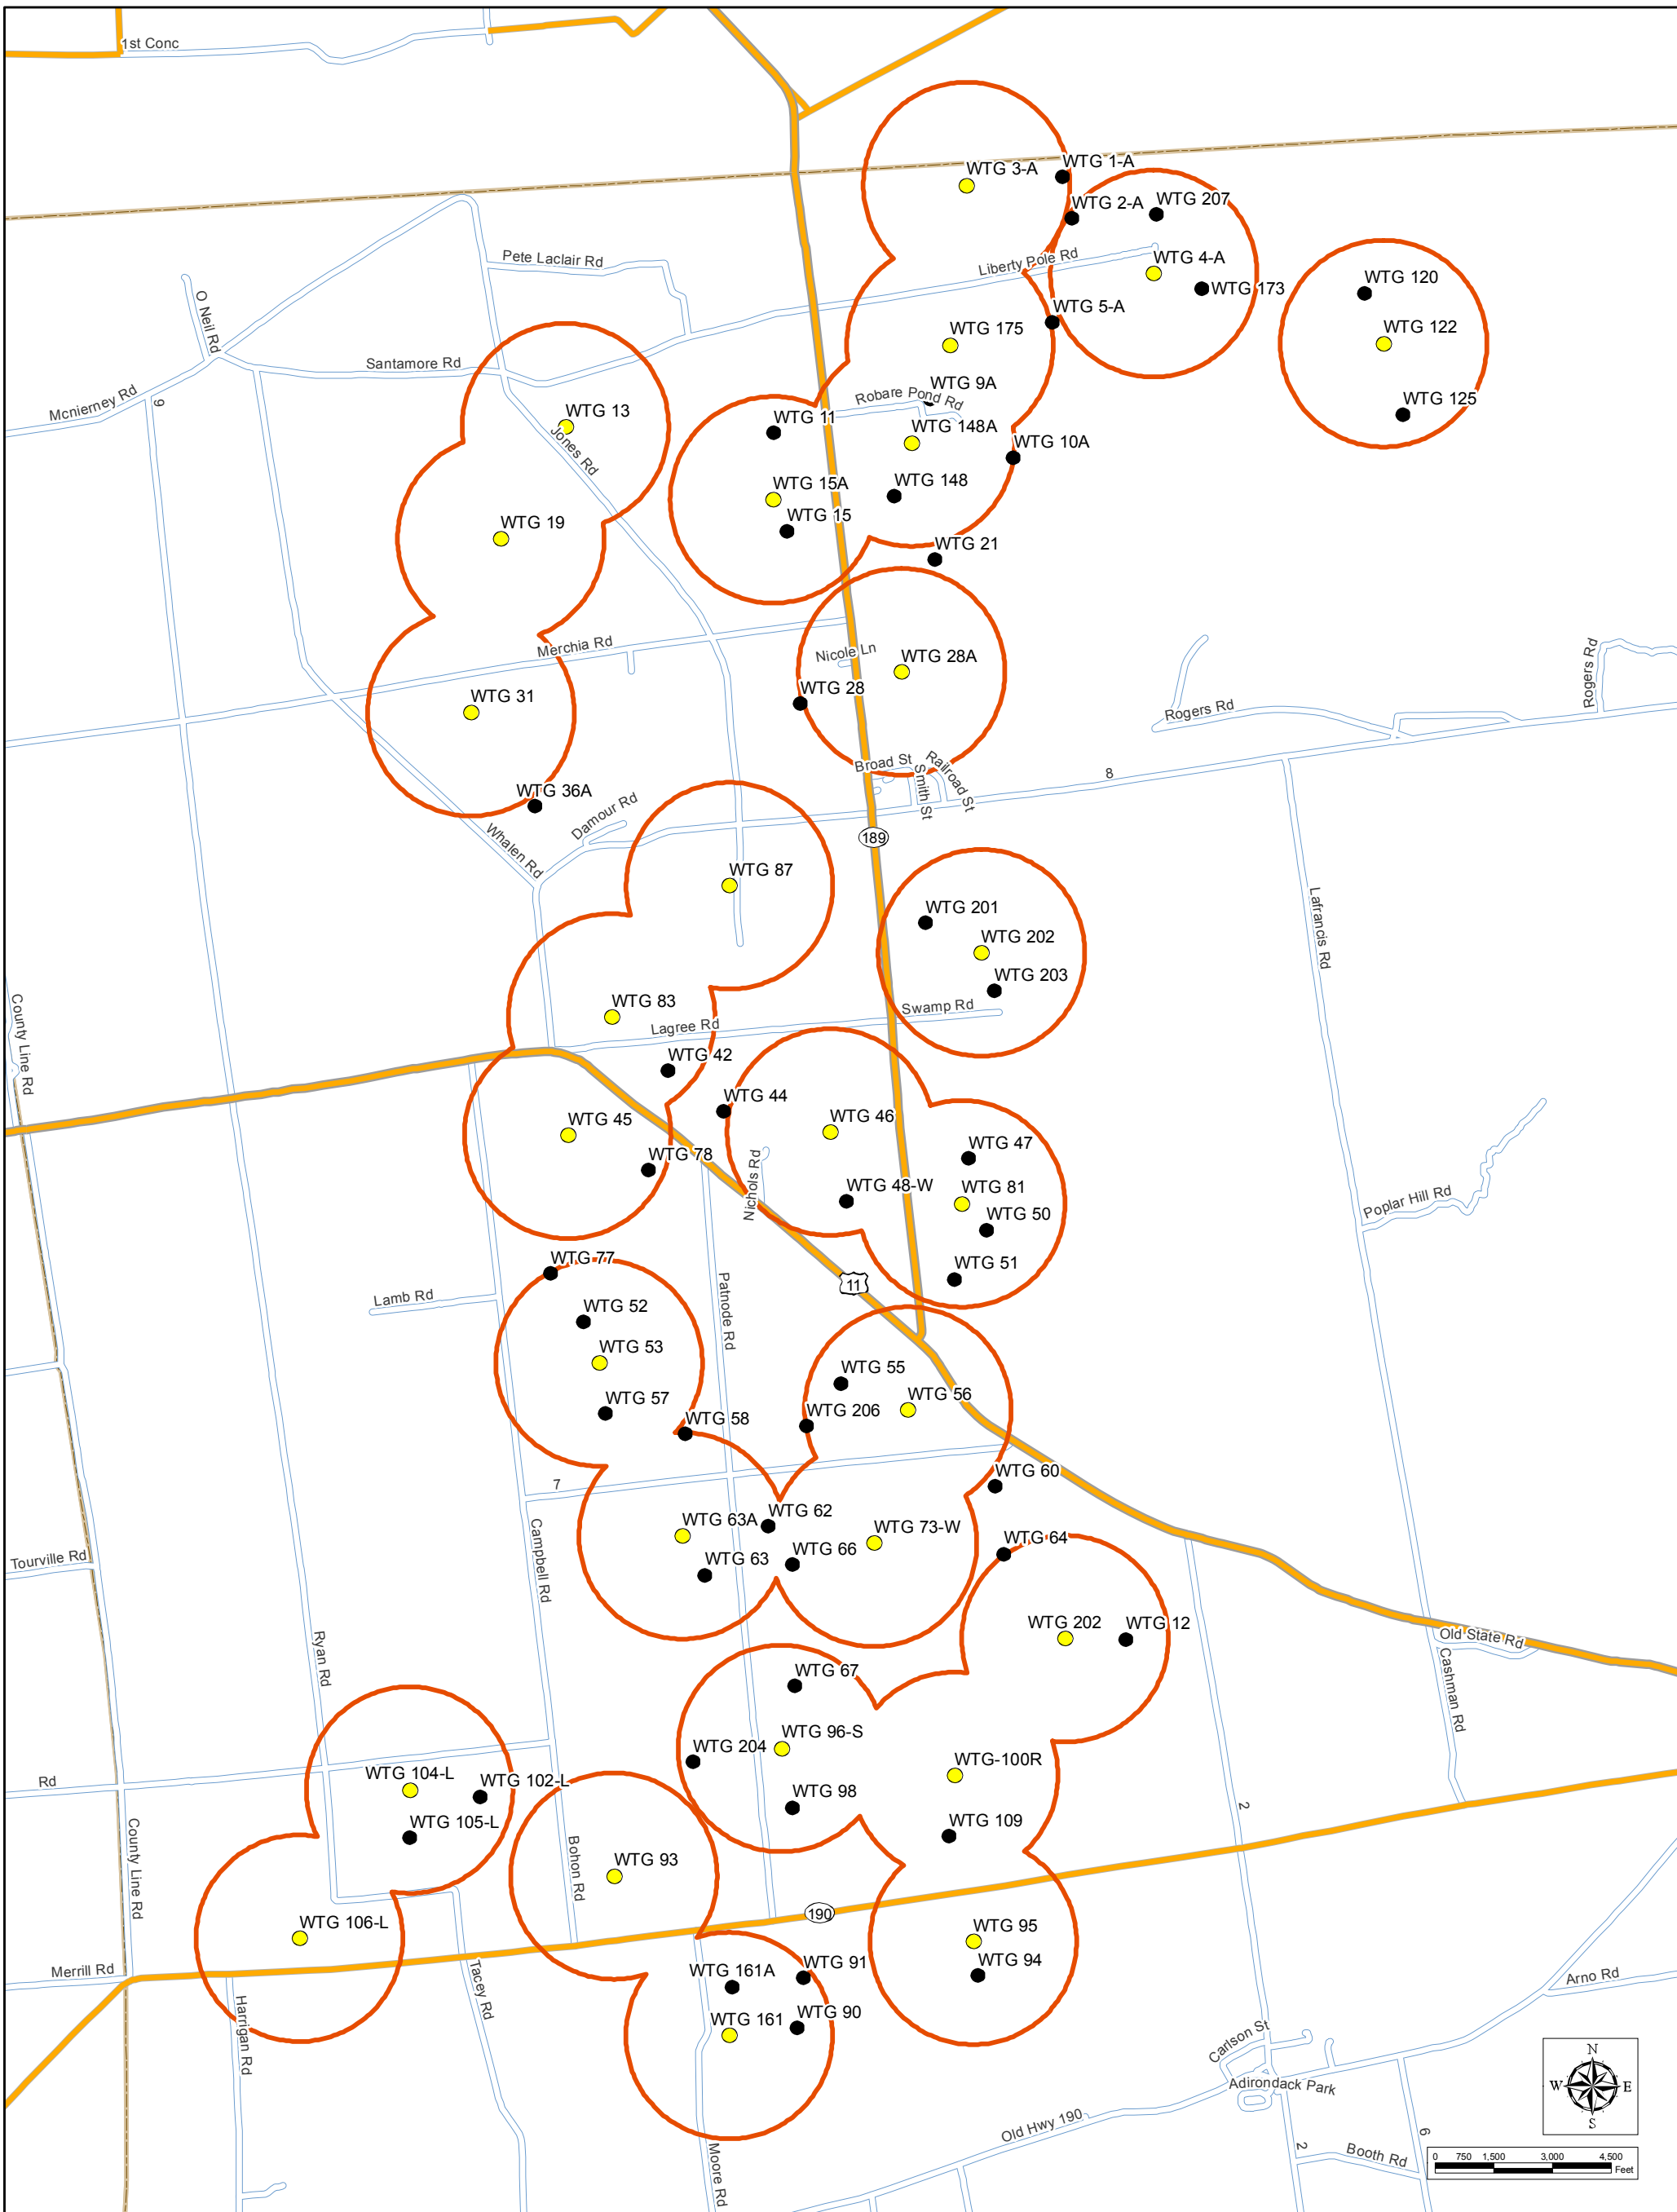 1st Conc
WTG 3-A
WTG 1-A
WTG 2-A
WTG 207
Pete Laclair Rd
Liberty Pole Rd
WTG 4-A
WTG 173
WTG 120
O Neil Rd
WTG 5-A
WTG 122
WTG 175
Santamore Rd
Mcnierney Rd
9
WTG 9A
Robare Pond Rd
WTG 125
WTG 13
WTG 11
Jones Rd
WTG 148A
WTG 10A
WTG 15A
WTG 148
WTG 15
WTG 19
WTG 21
Merchia Rd
Nicole Ln
WTG 28A
Rogers Rd
WTG 31
WTG 28
Rogers Rd
Broad St
Railroad St
Smith St
8
WTG 36A
Damour Rd
Whalen Rd
189
WTG 87
WTG 201
Lafrancis Rd
WTG 202
WTG 203
WTG 83
Swamp Rd
Lagree Rd
County Line Rd
WTG 42
WTG 44
WTG 45
WTG 46
WTG 47
WTG 78
Nichols Rd
WTG 48-W
WTG 81
Poplar Hill Rd
WTG 50
WTG 77
WTG 51
11
Lamb Rd
Patnode Rd
WTG 52
WTG 53
WTG 55
WTG 56
WTG 57
WTG 58
WTG 206
7
WTG 60
WTG 62
WTG 63A
WTG 73-W
WTG 64
Tourville Rd
Campbell Rd
WTG 63
WTG 66
WTG 202
WTG 12
Old State Rd
Ryan Rd
Cashman Rd
WTG 67
WTG 96-S
WTG 204
Rd
WTG 104-L
WTG 102-L
WTG-100R
WTG 98
2
WTG 105-L
WTG 109
County Line Rd
Bohon Rd
WTG 93
190
WTG 106-L
WTG 95
Merrill Rd
Tacey Rd
WTG 161A
WTG 91
WTG 94
Arno Rd
Harrigan Rd
WTG 161
WTG 90
Carlson St
N
W E
S
Adirondack Park
Old Hwy 190
2
Booth Rd
6
Moore Rd
0 750 1,500 3,000 4,500
Feet